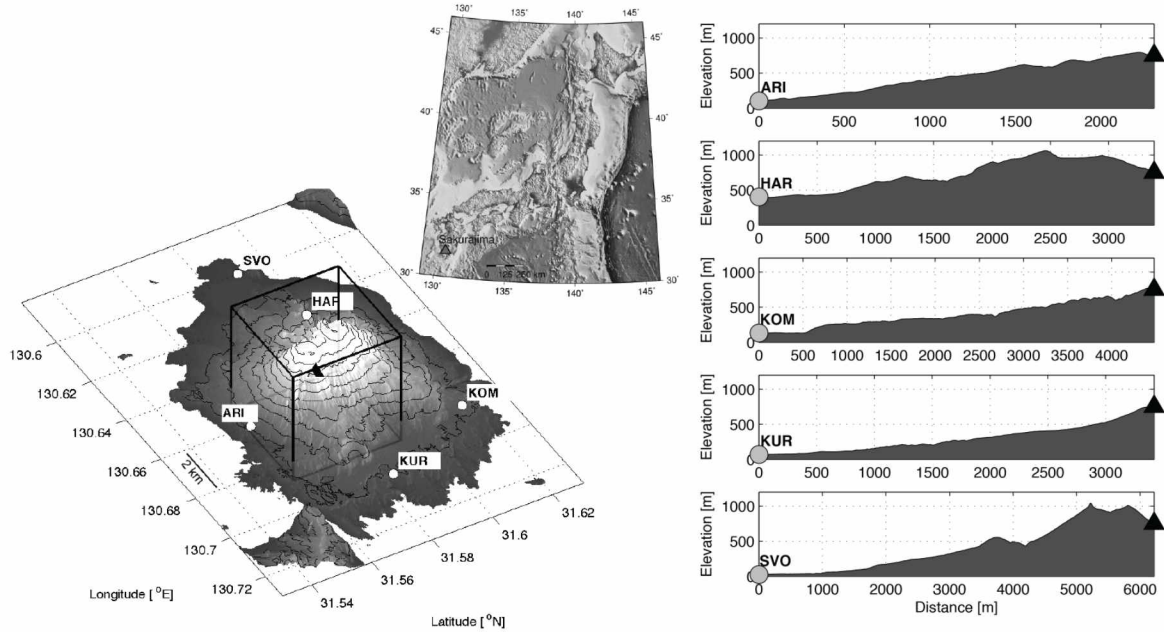 135° 140° 145°
45° 45°
40° 40°
35° 35°
30° 30°
Sakurajima
0 125 250 km
130° 135° 140° 145°
SVO
HAR
KOM
ARI
KUR
2 km
130.6
130.62
130.64
130.66
130.68
130.7
130.72
Longitude [°E]
31.62
31.6
31.58
31.56
31.54
Latitude [°N]
Elevation [m]
1000
500
0
ARI
0 500 1000 1500 2000
Elevation [m]
1000
500
0
HAR
0 500 1000 1500 2000 2500 3000
Elevation [m]
1000
500
0
KOM
0 500 1000 1500 2000 2500 3000 3500 4000
Elevation [m]
1000
500
0
KUR
0 500 1000 1500 2000 2500 3000
Elevation [m]
1000
500
0
SVO
0 1000 2000 3000 4000 5000 6000
Distance [m]